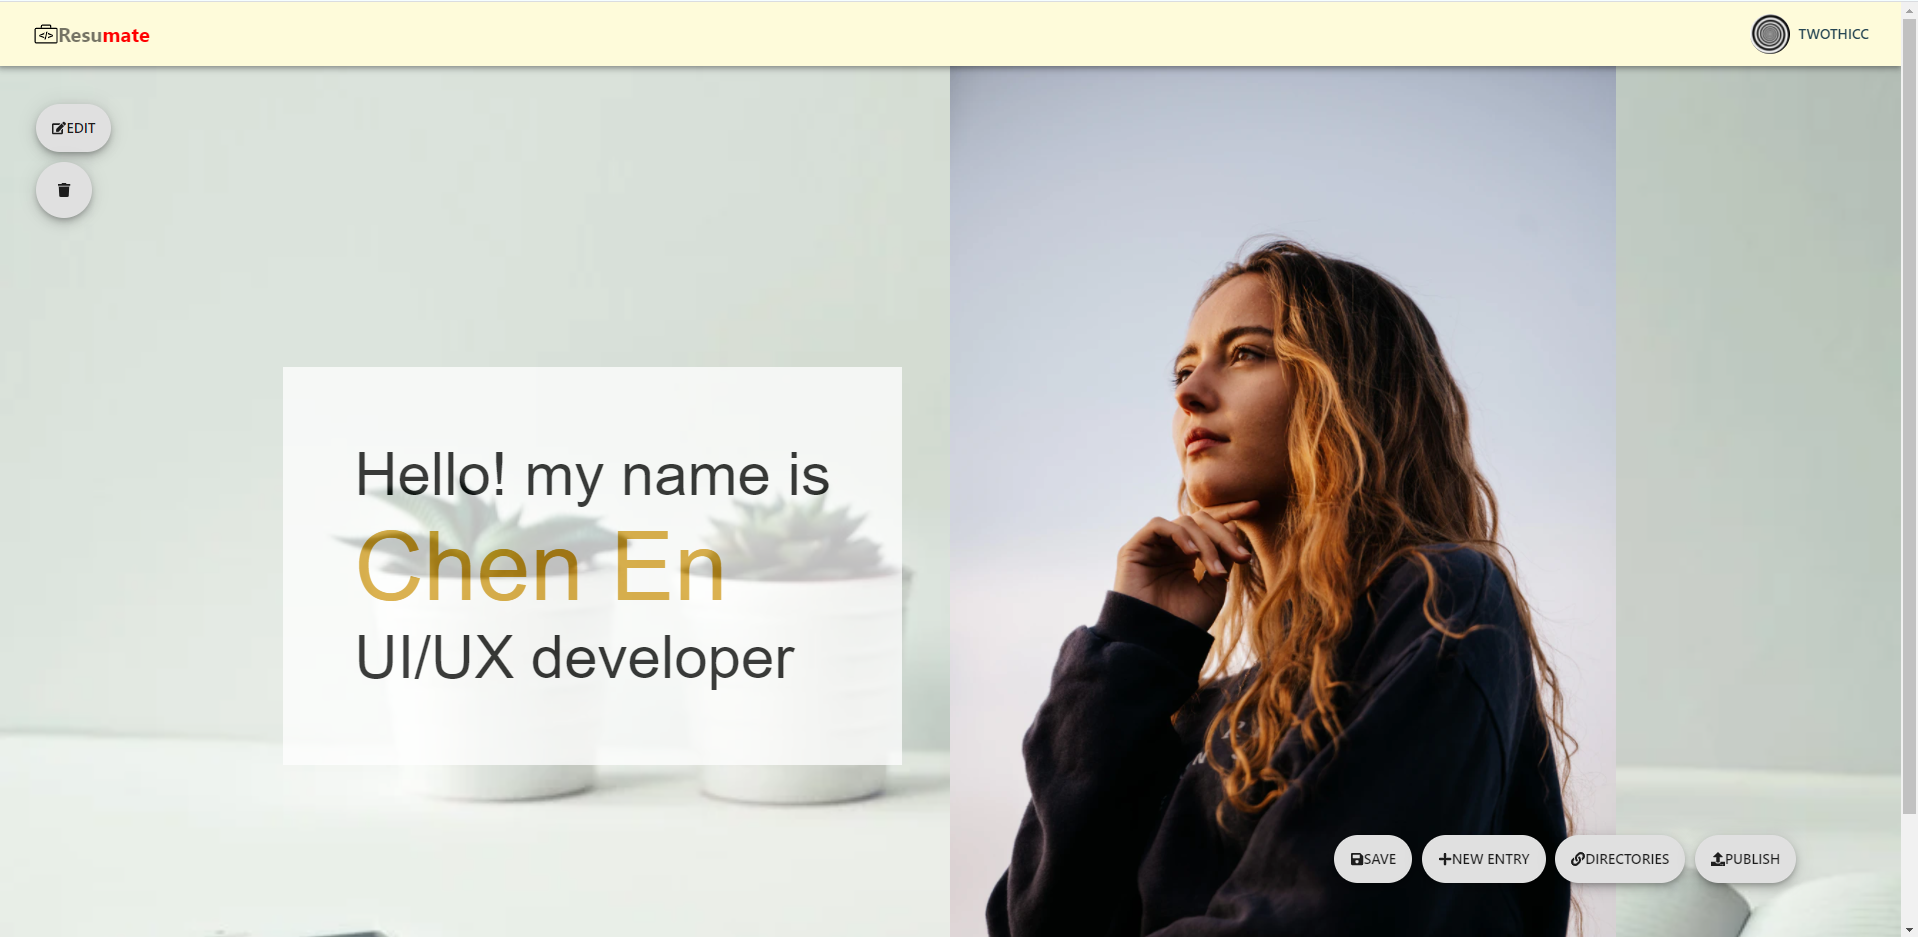 Resumate
TWOTHICC
EDIT
Hello! my name is
Chen En
UI/UX developer
SAVE
NEW ENTRY
DIRECTORIES
PUBLISH